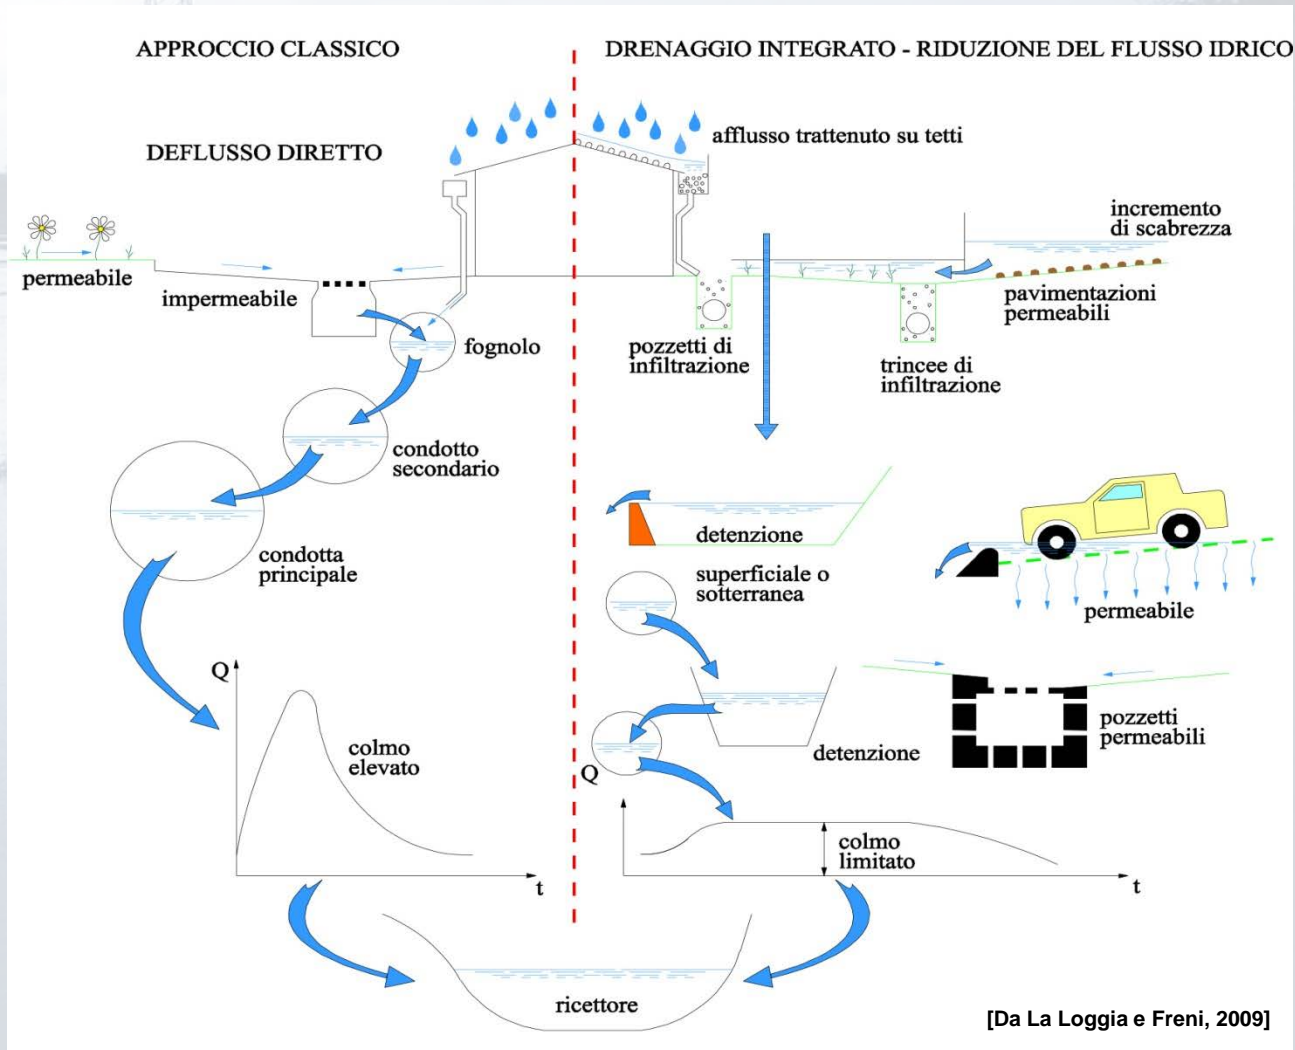 APPROCCIO CLASSICO
DEFLUSSO DIRETTO
permeabile
impermeabile
fognolo
condotto
secondario
condotta
principale
Q
colmo
elevato
t
DRENAGGIO INTEGRATO - RIDUZIONE DEL FLUSSO IDRICO
afflusso trattenuto su tetti
incremento
di scabrezza
pavimentazioni
permeabili
pozzetti di
infiltrazione
trincee di
infiltrazione
detenzione
superficiale o
sotterranea
permeabile
pozzetti
permeabili
detenzione
Q
colmo
limitato
t
ricettore
[Da La Loggia e Freni, 2009]